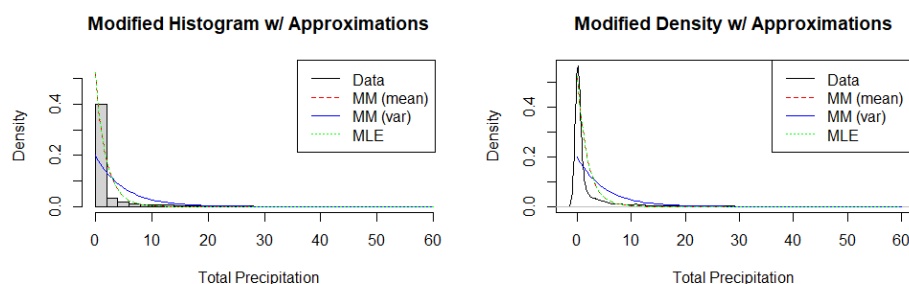 Modified Histogram w/ Approximations
Density
0.0 0.2 0.4
Data
MM (mean)
MM (var)
MLE
0 10 20 30 40 50 60
Total Precipitation
Modified Density w/ Approximations
Density
0.0 0.2 0.4
Data
MM (mean)
MM (var)
MLE
0 10 20 30 40 50 60
Total Precipitation